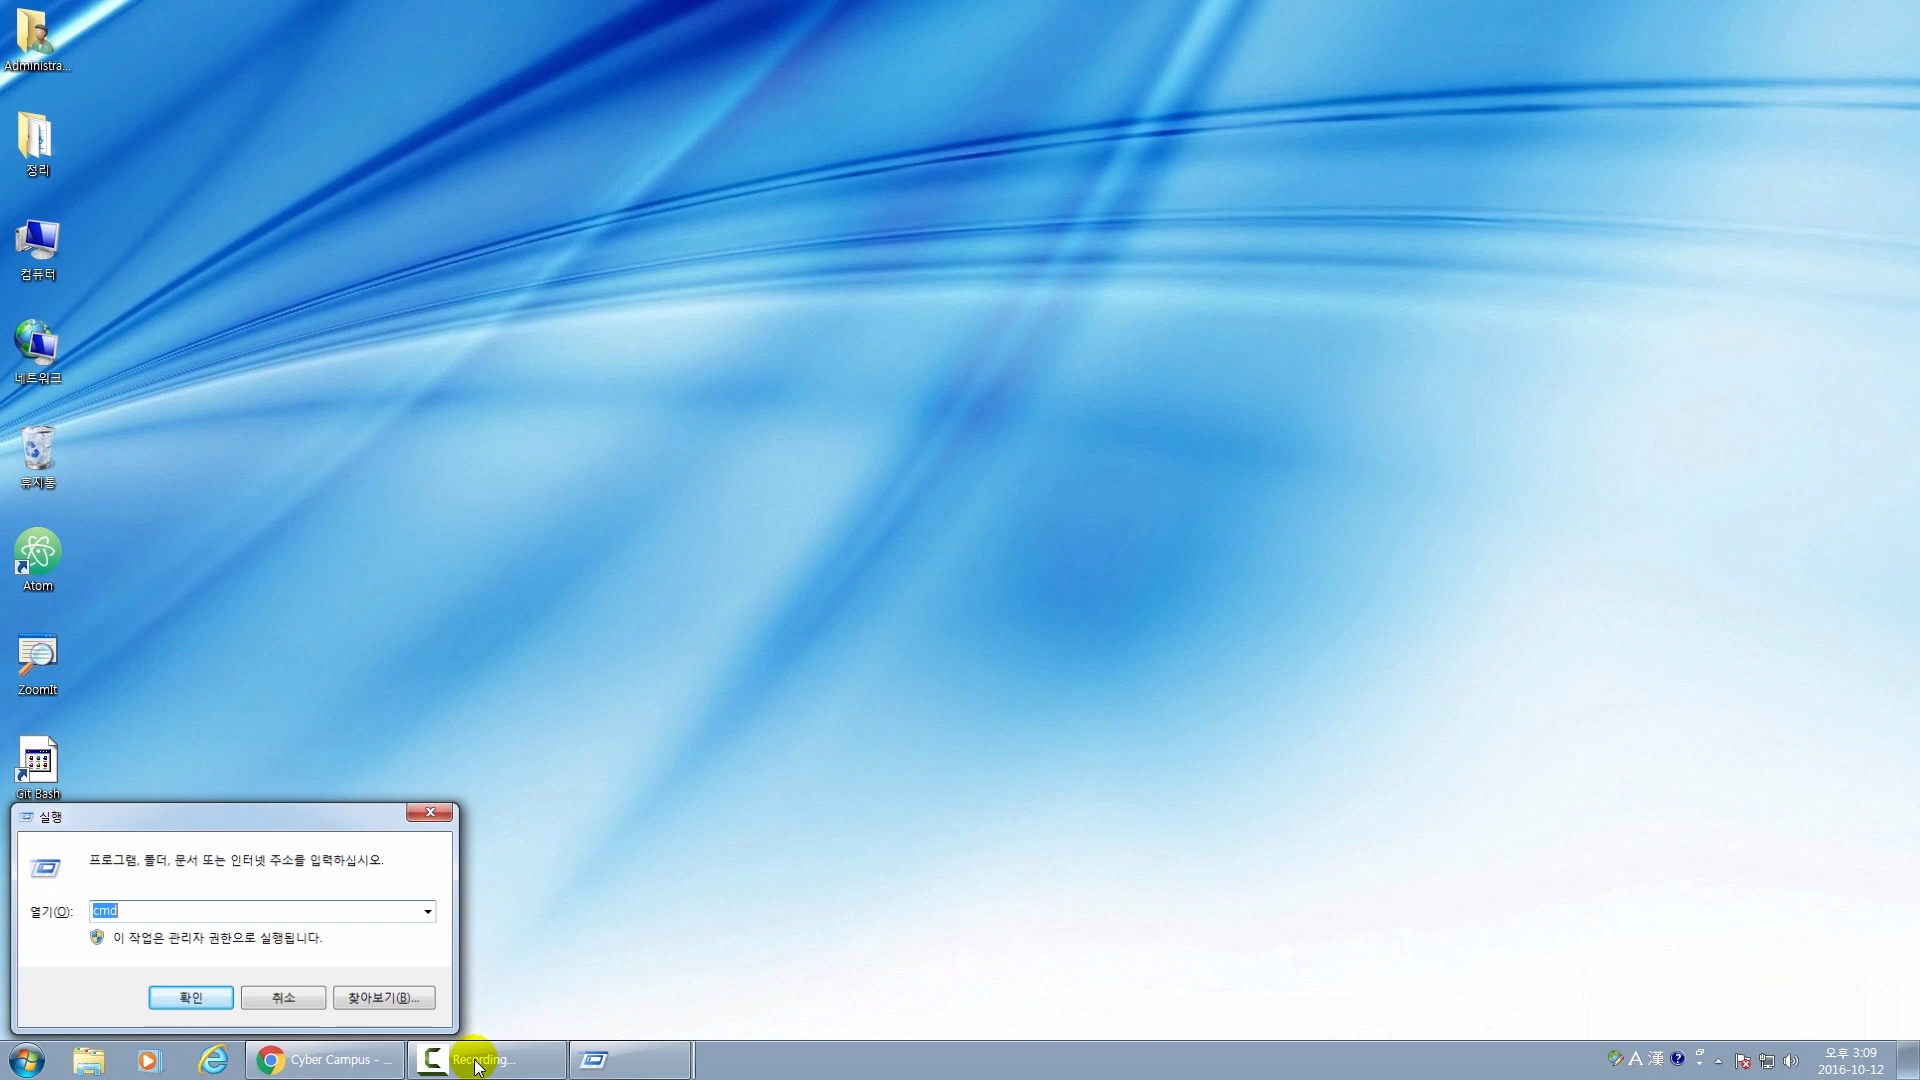 Administra...
정리
컴퓨터
네트워크
휴지통
Atom
ZoomIt
Git Bash
실행
프로그램, 폴더, 문서 또는 인터넷 주소를 입력하십시오.
열기(O):
cmd
이 작업은 관리자 권한으로 실행됩니다.
확인
취소
찾아보기(B)...
Cyber Campus - ...
Recording...
A 漢
오후 3:09
2016-10-12